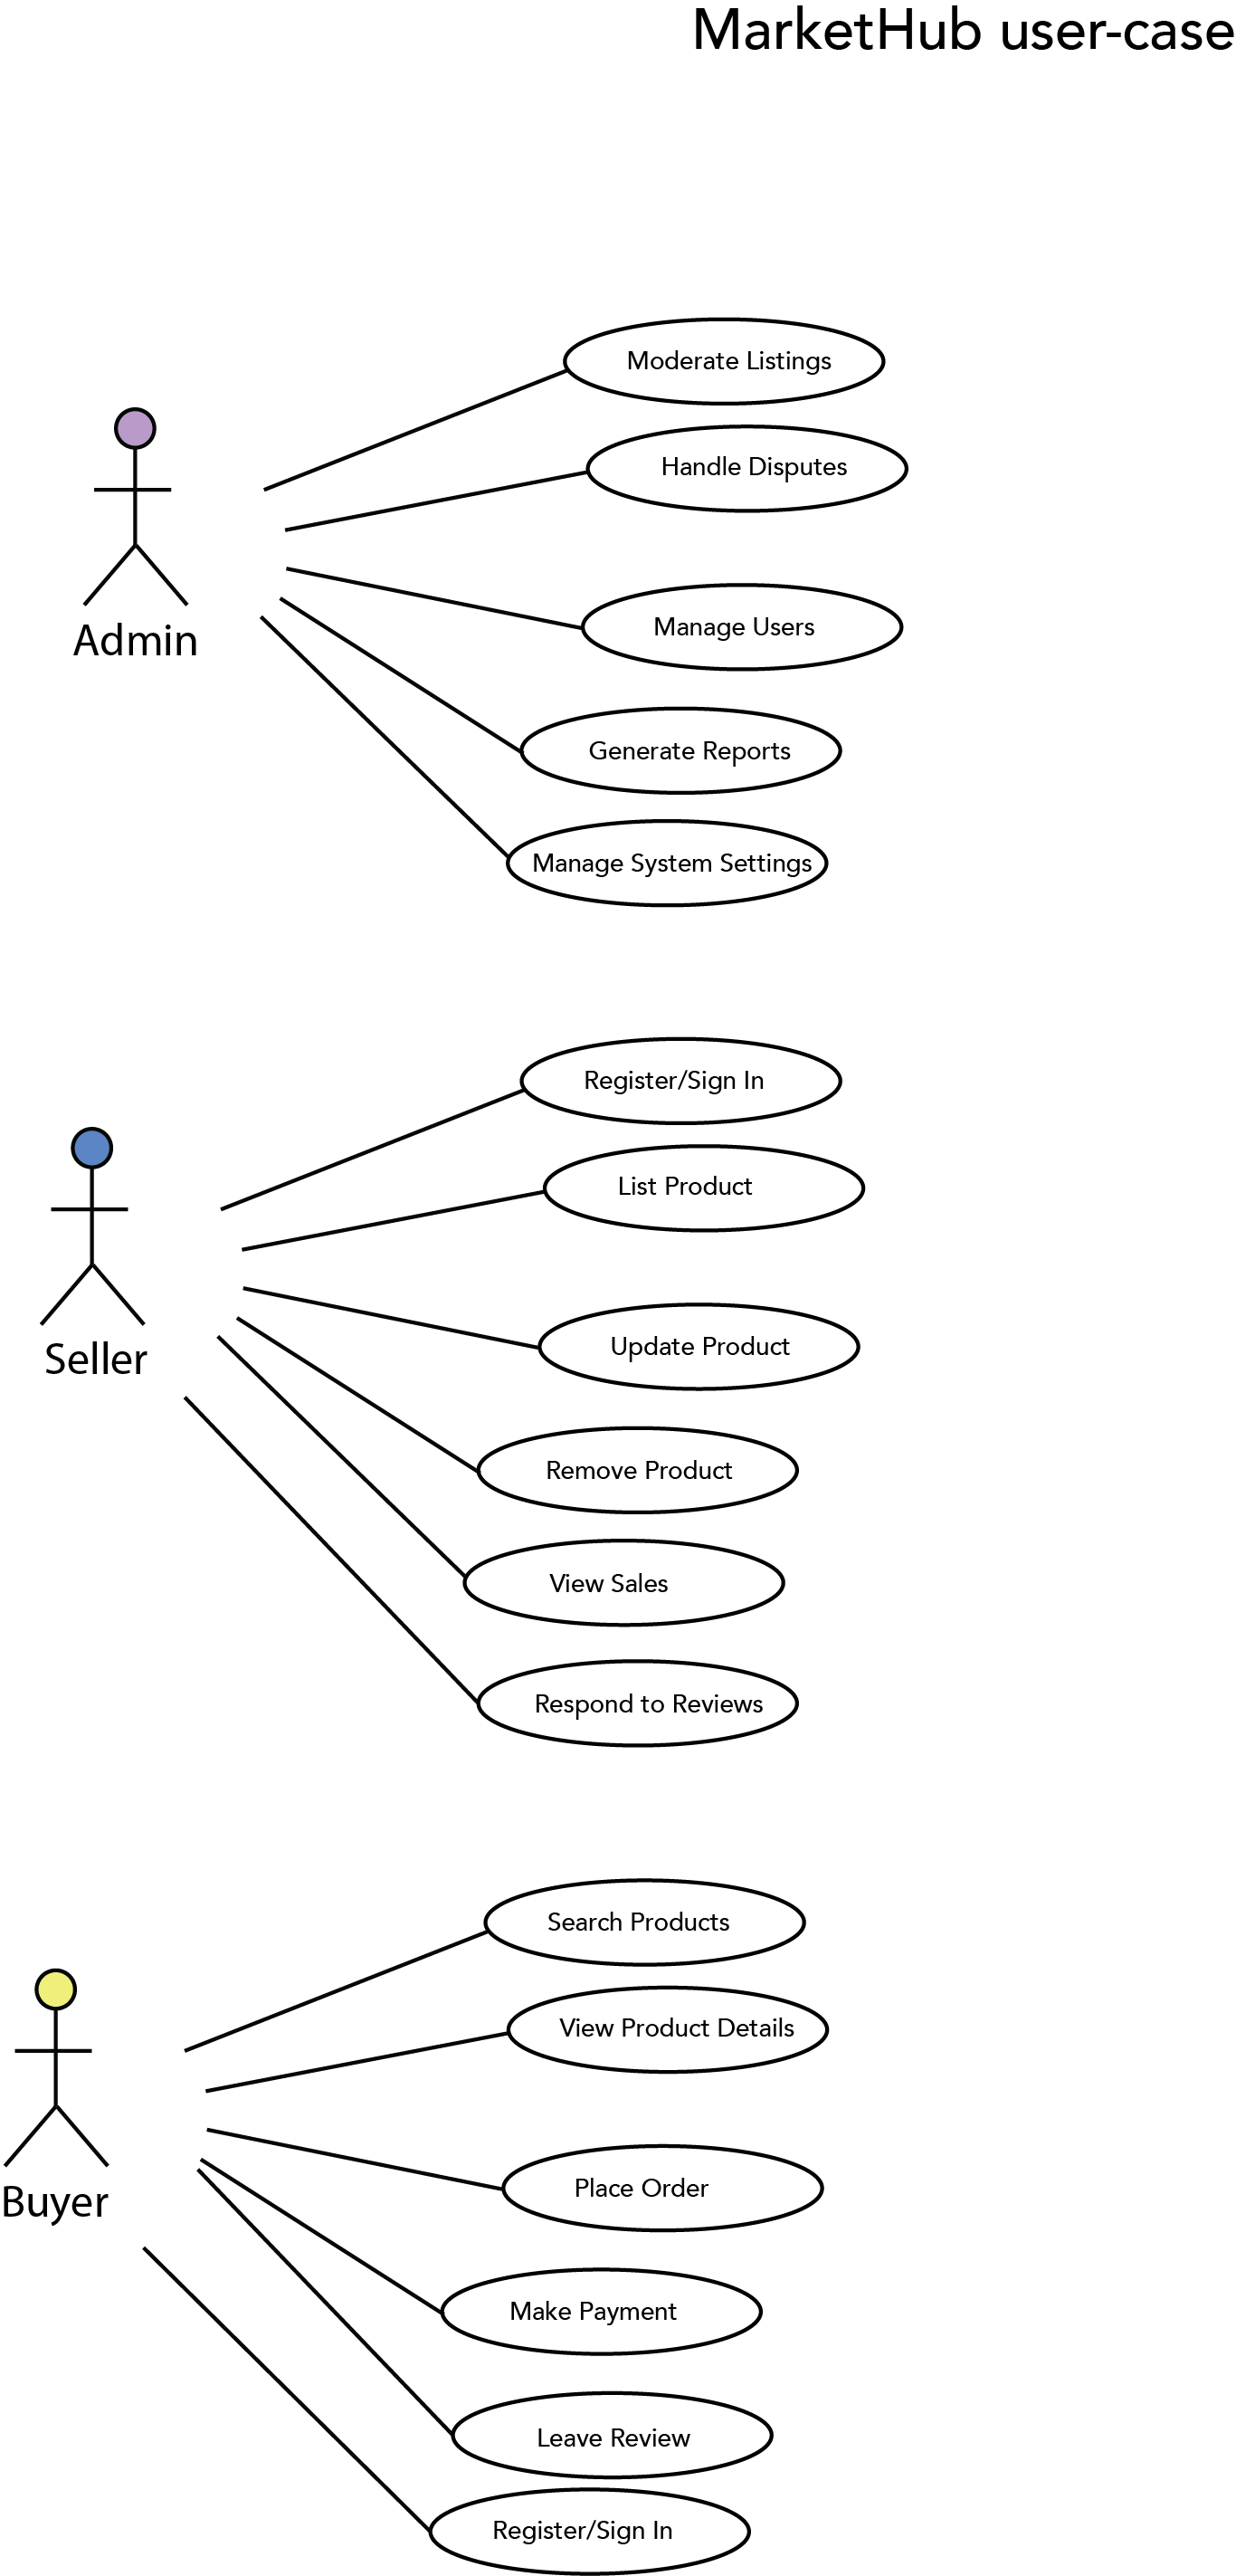 MarketHub user-case
Moderate Listings
Handle Disputes
Manage Users
Admin
Generate Reports
Manage System Settings
Register/Sign In
List Product
Update Product
Seller
Remove Product
View Sales
Respond to Reviews
Search Products
View Product Details
Place Order
Buyer
Make Payment
Leave Review
Register/Sign In